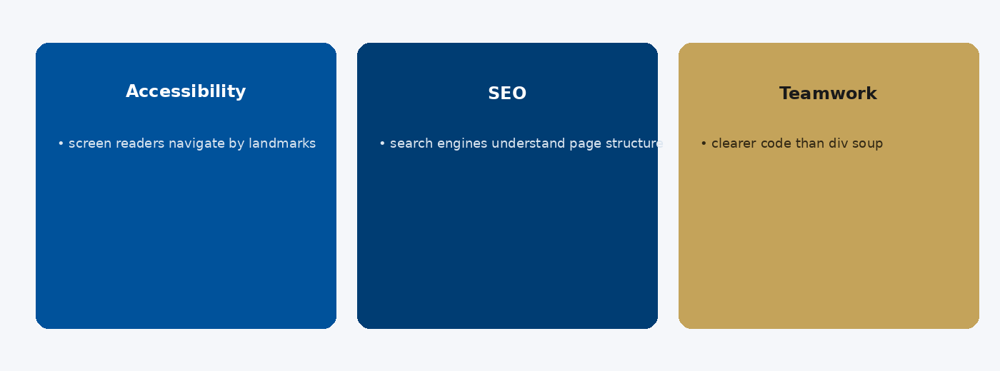 Accessibility
• screen readers navigate by landmarks
SEO
• search engines understand page structure
Teamwork
• clearer code than div soup